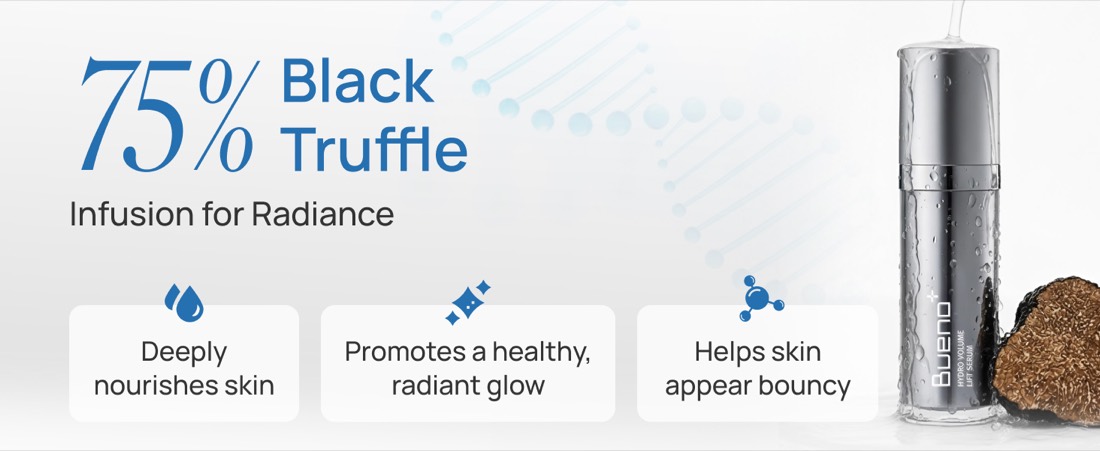 75% Black
Truffle
Infusion for Radiance
Deeply
nourishes skin
Promotes a healthy,
radiant glow
Helps skin
appear bouncy
Bueno+
HYDRO VOLUME
LIFT SERUM